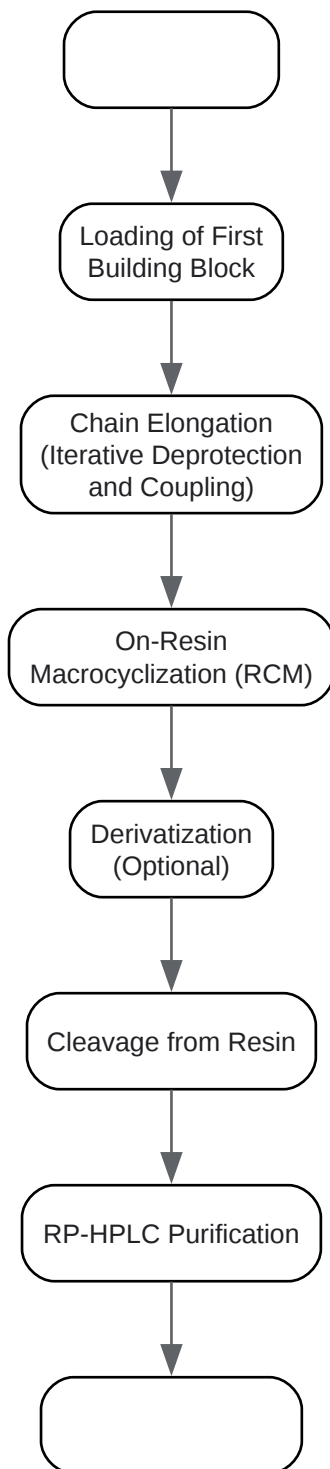 Loading of First
Building Block
Chain Elongation
(Iterative Deprotection
and Coupling)
On-Resin
Macrocyclization (RCM)
Derivatization
(Optional)
Cleavage from Resin
RP-HPLC Purification